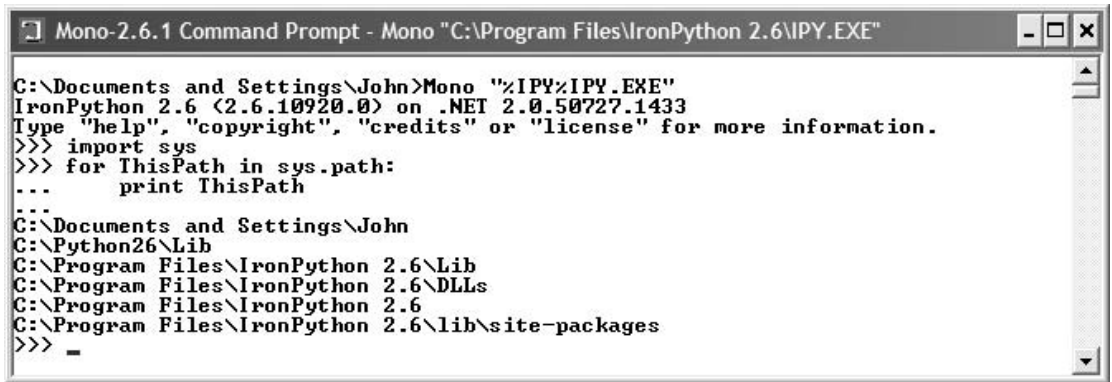 Mono-2.6.1 Command Prompt - Mono "C:\Program Files\IronPython 2.6\IPY.EXE"
C:\Documents and Settings\John>Mono "%IPY%IPY.EXE"
IronPython 2.6 (2.6.10920.0) on .NET 2.0.50727.1433
Type "help", "copyright", "credits" or "license" for more information.
>>> import sys
>>> for ThisPath in sys.path:
...     print ThisPath
...
C:\Documents and Settings\John
C:\Python26\Lib
C:\Program Files\IronPython 2.6\Lib
C:\Program Files\IronPython 2.6\DLLs
C:\Program Files\IronPython 2.6
C:\Program Files\IronPython 2.6\lib\site-packages
>>> _